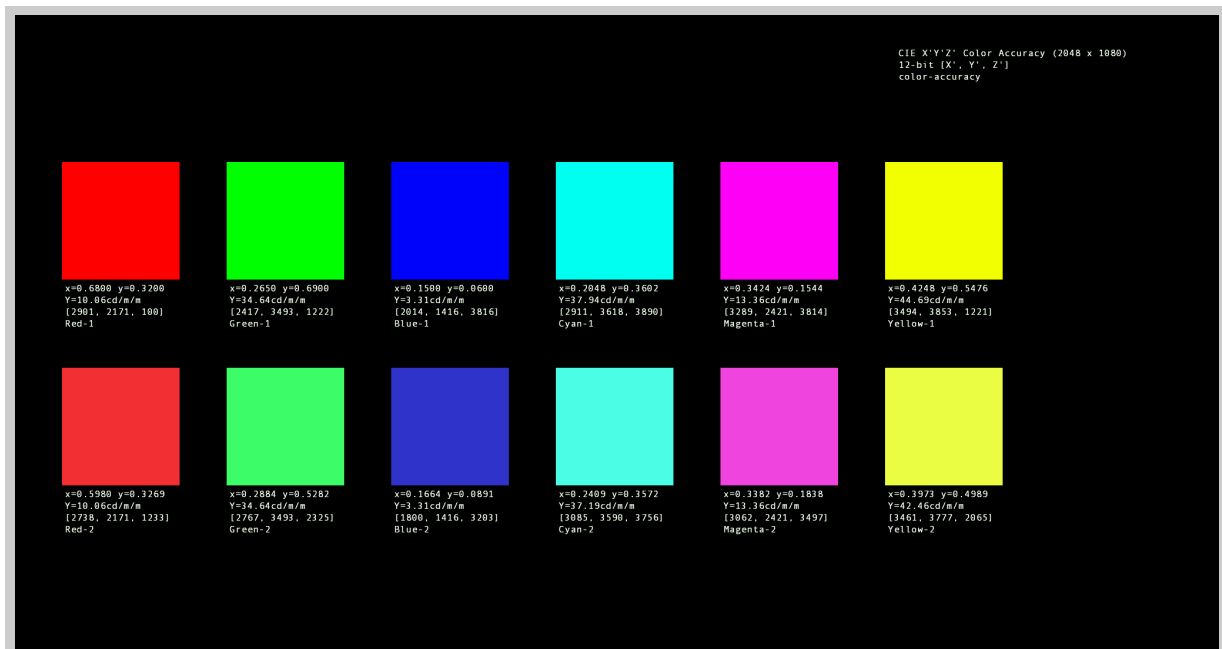 CIE X'Y'Z' Color Accuracy (2048 x 1080)
12-bit [X', Y', Z']
color-accuracy
x=0.6800 y=0.3200
Y=10.06cd/m/m
[2901, 2171, 100]
Red-1
x=0.2650 y=0.6900
Y=34.64cd/m/m
[2417, 3493, 1222]
Green-1
x=0.1500 y=0.0600
Y=3.31cd/m/m
[2014, 1416, 3816]
Blue-1
x=0.2048 y=0.3602
Y=37.94cd/m/m
[2911, 3618, 3890]
Cyan-1
x=0.3424 y=0.1544
Y=13.36cd/m/m
[3289, 2421, 3814]
Magenta-1
x=0.4248 y=0.5476
Y=44.69cd/m/m
[3494, 3853, 1221]
Yellow-1
x=0.5980 y=0.3269
Y=10.06cd/m/m
[2738, 2171, 1233]
Red-2
x=0.2884 y=0.5282
Y=34.64cd/m/m
[2767, 3493, 2325]
Green-2
x=0.1664 y=0.0891
Y=3.31cd/m/m
[1800, 1416, 3203]
Blue-2
x=0.2409 y=0.3572
Y=37.19cd/m/m
[3085, 3590, 3756]
Cyan-2
x=0.3382 y=0.1838
Y=13.36cd/m/m
[3062, 2421, 3497]
Magenta-2
x=0.3973 y=0.4989
Y=42.46cd/m/m
[3461, 3777, 2065]
Yellow-2